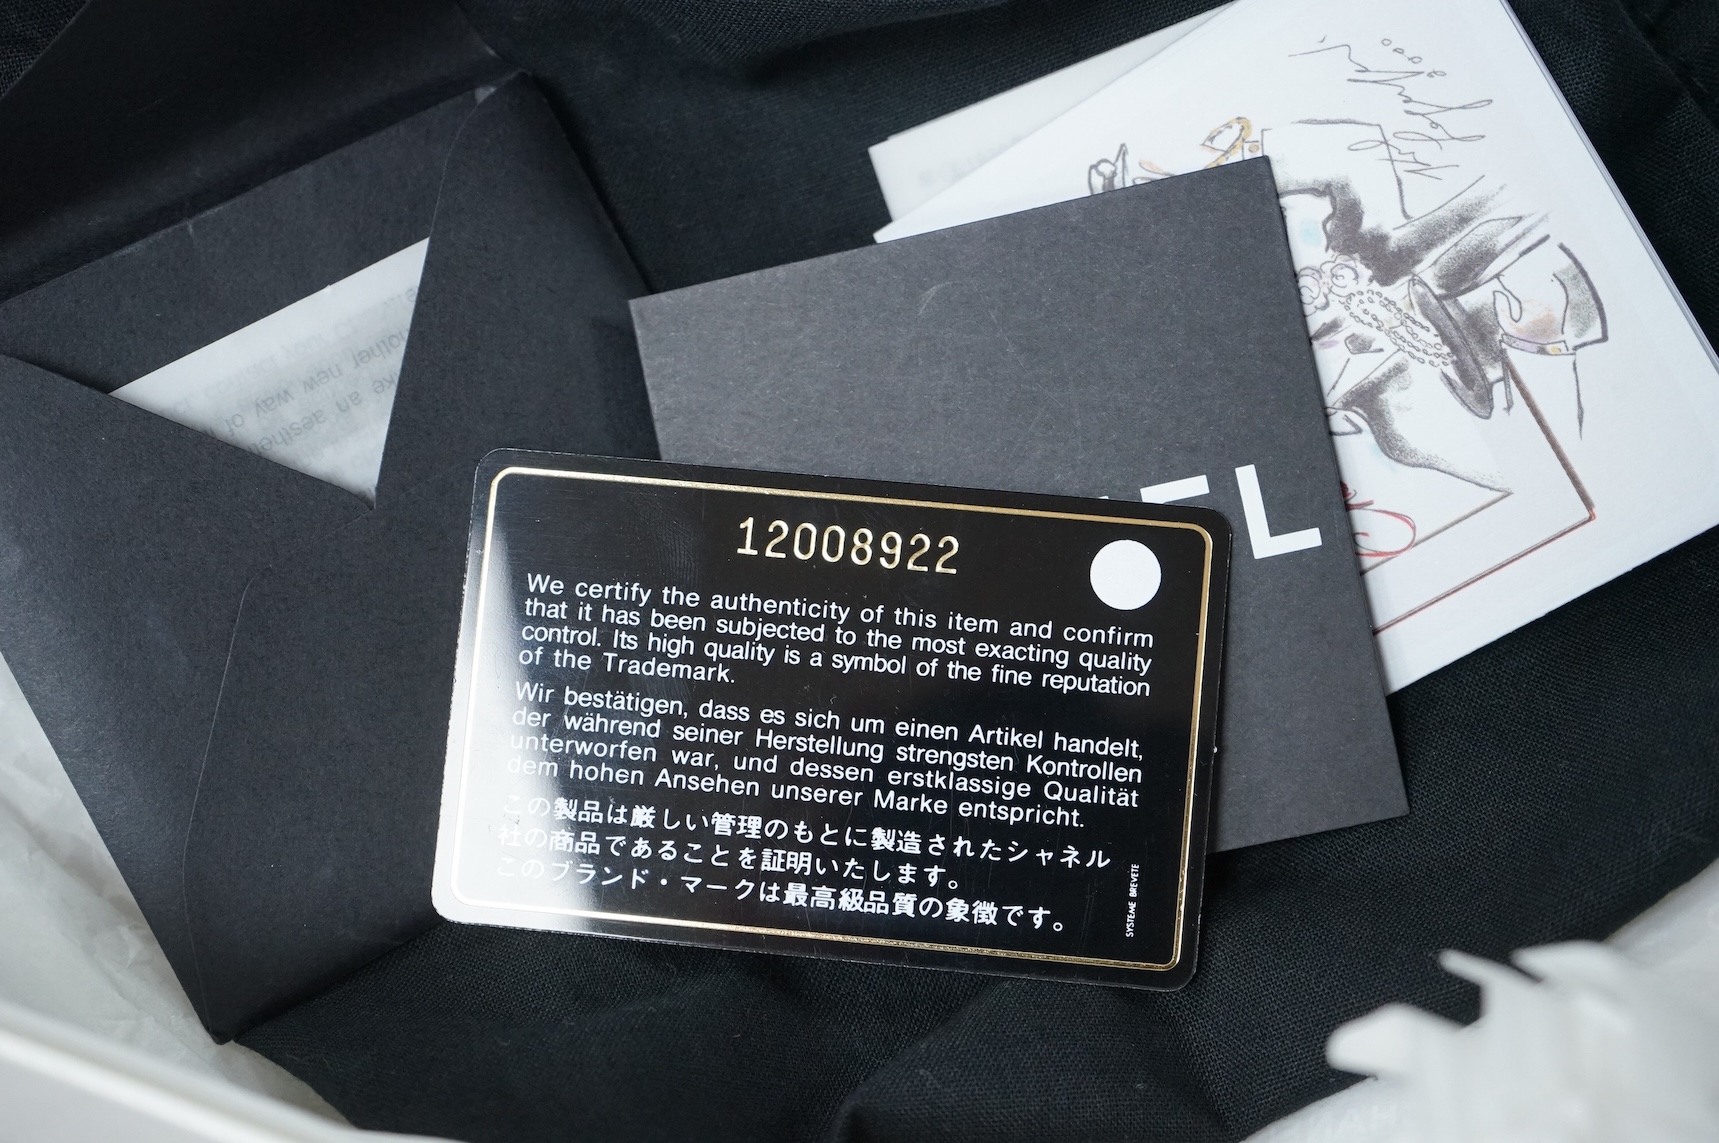 12008922
We certify the authenticity of this item and confirm
that it has been subjected to the most exacting quality
control. Its high quality is a symbol of the fine reputation
of the Trademark.
Wir bestätigen, dass es sich um einen Artikel handelt,
der während seiner Herstellung strengsten Kontrollen
unterworfen war, und dessen erstklassige Qualität
dem hohen Ansehen unserer Marke entspricht.
この製品は厳しい管理のもとに製造されたシャネル
社の商品であることを証明いたします。
このブランド・マークは最高級品質の象徴です。
SYSTEME BREVETE
EL
nother new way of
an